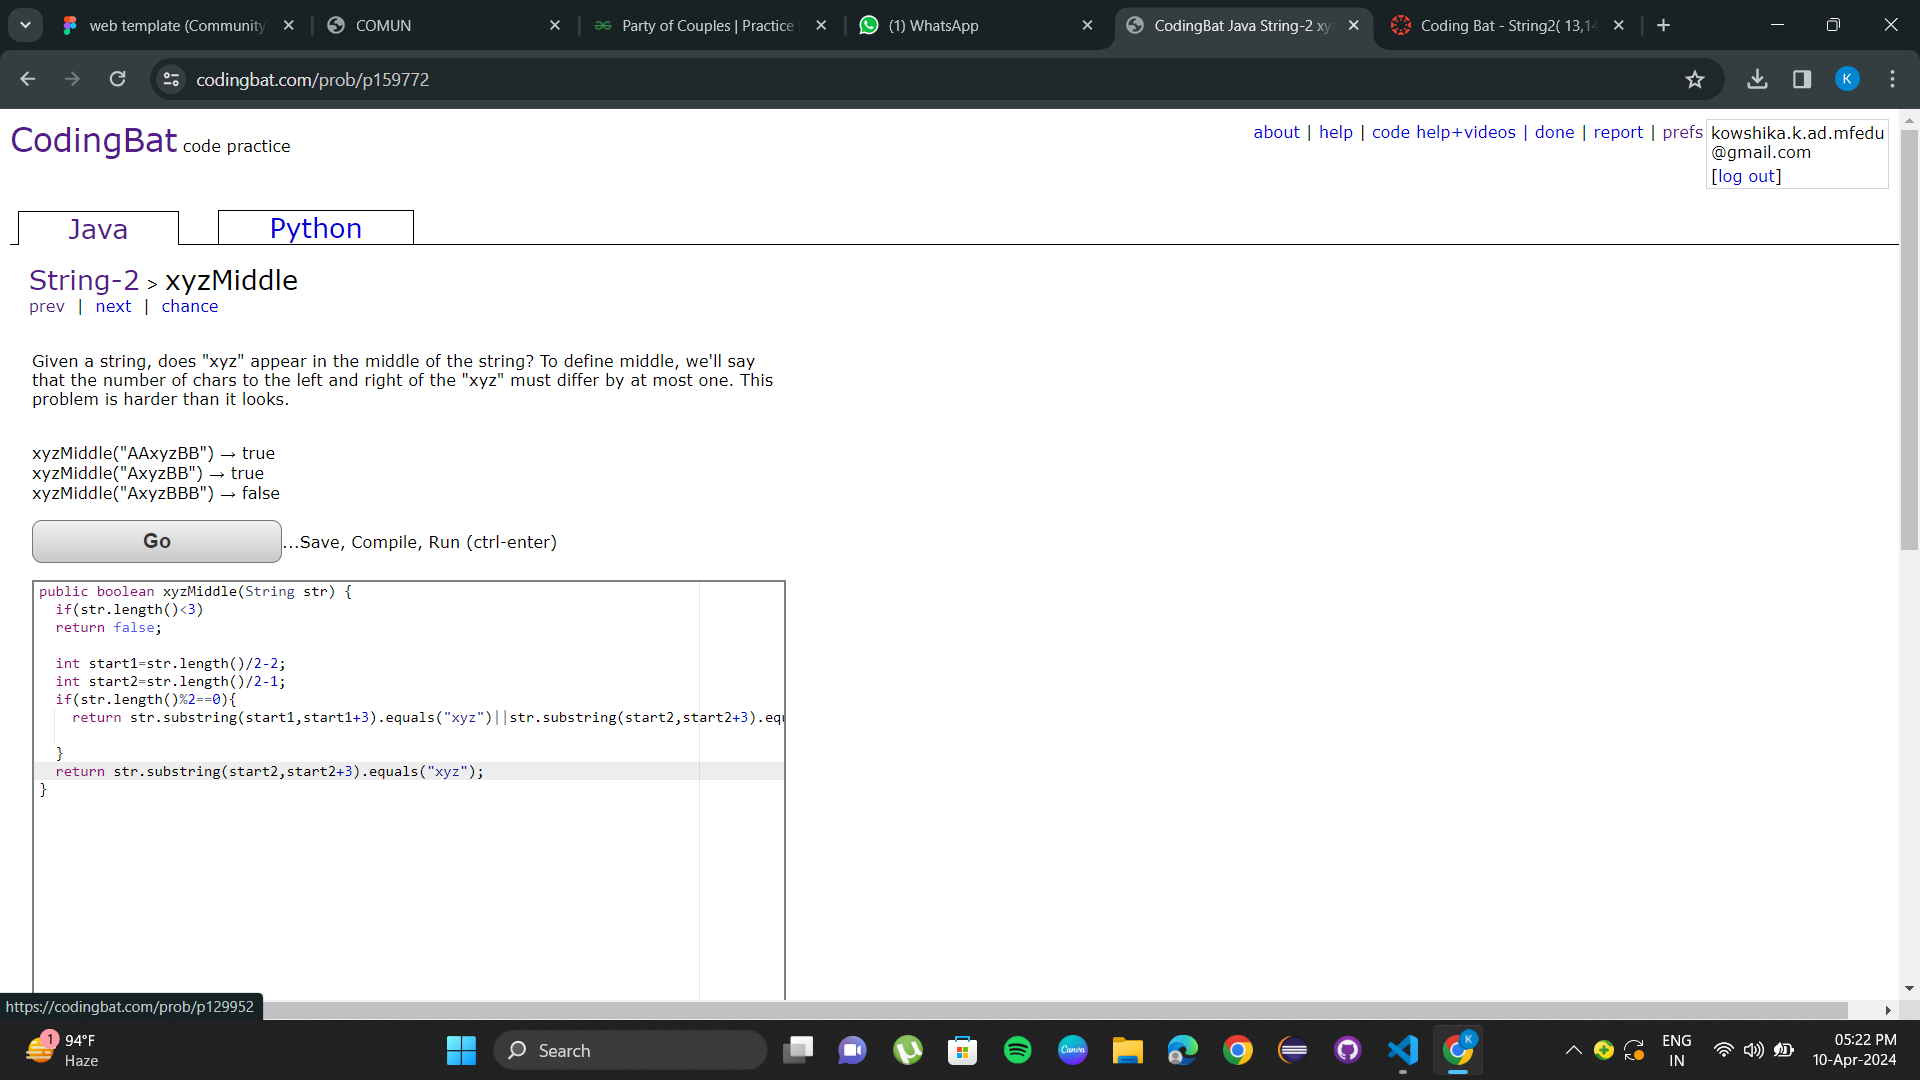 web template (Community
COMUN
Party of Couples | Practice
(1) WhatsApp
CodingBat Java String-2 xy
Coding Bat - String2( 13,14
codingbat.com/prob/p159772
K
CodingBat code practice
about | help | code help+videos | done | report | prefs
kowshika.k.ad.mfedu
@gmail.com
[log out]
Java
Python
String-2 > xyzMiddle
prev | next | chance
Given a string, does "xyz" appear in the middle of the string? To define middle, we'll say
that the number of chars to the left and right of the "xyz" must differ by at most one. This
problem is harder than it looks.
xyzMiddle("AAxyzBB") → true
xyzMiddle("AxyzBB") → true
xyzMiddle("AxyzBBB") → false
Go
...Save, Compile, Run (ctrl-enter)
public boolean xyzMiddle(String str) {
if(str.length()<3)
return false;
int start1=str.length()/2-2;
int start2=str.length()/2-1;
if(str.length()%2==0){
return str.substring(start1,start1+3).equals("xyz")||str.substring(start2,start2+3).equ
}
return str.substring(start2,start2+3).equals("xyz");
}
https://codingbat.com/prob/p129952
1
94°F
Haze
Search
Canva
K
ENG
IN
05:22 PM
10-Apr-2024